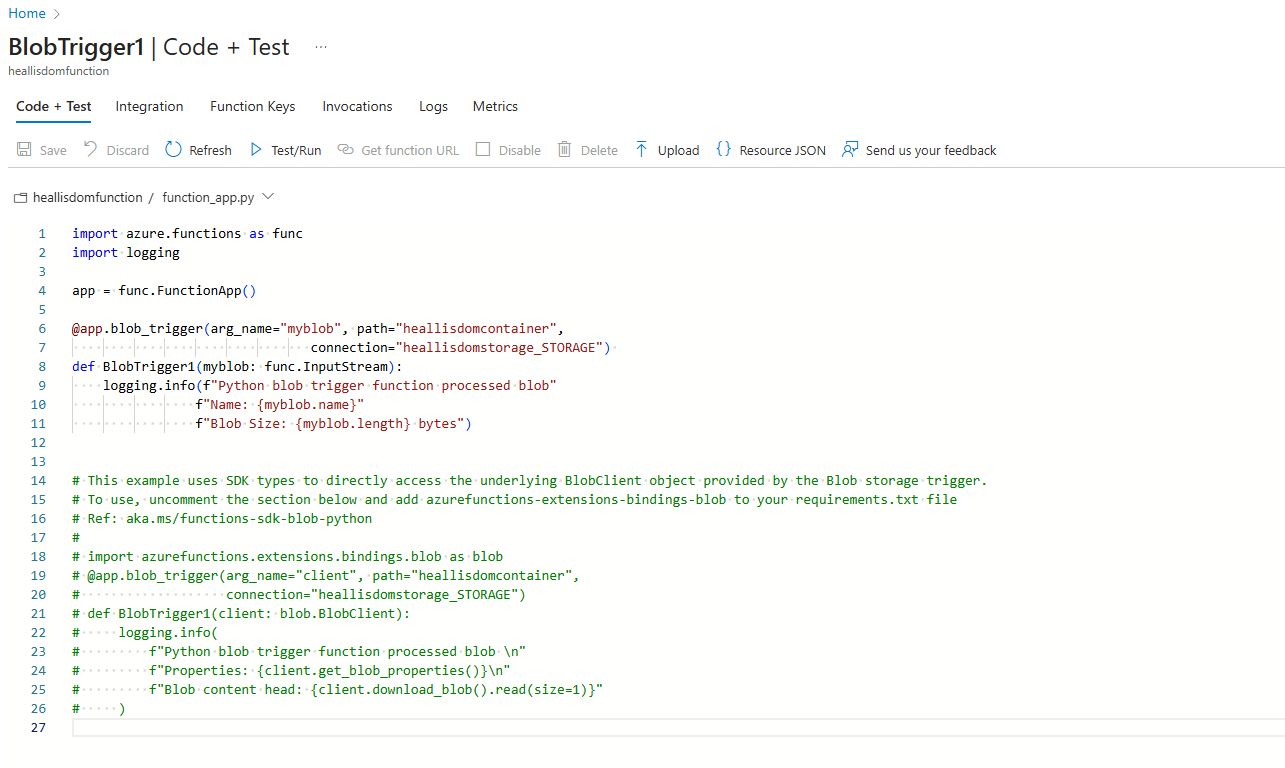 Home
BlobTrigger1 | Code + Test ...
heallisdomfunction
Code + Test Integration Function Keys Invocations Logs Metrics
Save Discard Refresh Test/Run Get function URL Disable Delete Upload Resource JSON Send us your feedback
heallisdomfunction / function_app.py
1 import azure.functions as func
2 import logging
3
4 app = func.FunctionApp()
5
6 @app.blob_trigger(arg_name="myblob", path="heallisdomcontainer",
7 connection="heallisdomstorage_STORAGE")
8 def BlobTrigger1(myblob: func.InputStream):
9 logging.info(f"Python blob trigger function processed blob"
10 f"Name: {myblob.name}"
11 f"Blob Size: {myblob.length} bytes")
12
13
14 # This example uses SDK types to directly access the underlying BlobClient object provided by the Blob storage trigger.
15 # To use, uncomment the section below and add azurefunctions-extensions-bindings-blob to your requirements.txt file
16 # Ref: aka.ms/functions-sdk-blob-python
17 #
18 # import azurefunctions.extensions.bindings.blob as blob
19 # @app.blob_trigger(arg_name="client", path="heallisdomcontainer",
20 # connection="heallisdomstorage_STORAGE")
21 # def BlobTrigger1(client: blob.BlobClient):
22 # logging.info(
23 # f"Python blob trigger function processed blob \n"
24 # f"Properties: {client.get_blob_properties()}\n"
25 # f"Blob content head: {client.download_blob().read(size=1)}"
26 # )
27